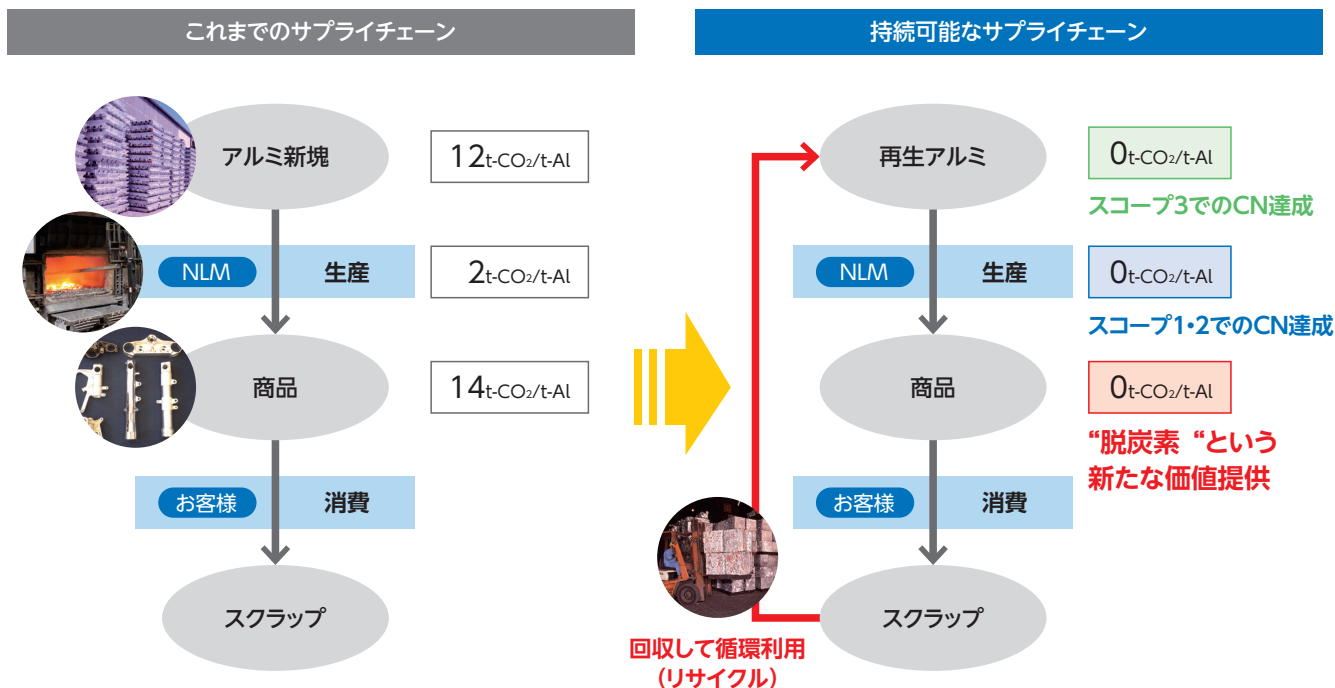 これまでのサプライチェーン
アルミ新塊
12t-CO₂/t-Al
NLM
生産
2t-CO₂/t-Al
商品
14t-CO₂/t-Al
お客様
消費
スクラップ
持続可能なサプライチェーン
再生アルミ
0t-CO₂/t-Al
スコープ3でのCN達成
NLM
生産
0t-CO₂/t-Al
スコープ1・2でのCN達成
商品
0t-CO₂/t-Al
“脱炭素 “という
新たな価値提供
お客様
消費
スクラップ
回収して循環利用
（リサイクル）